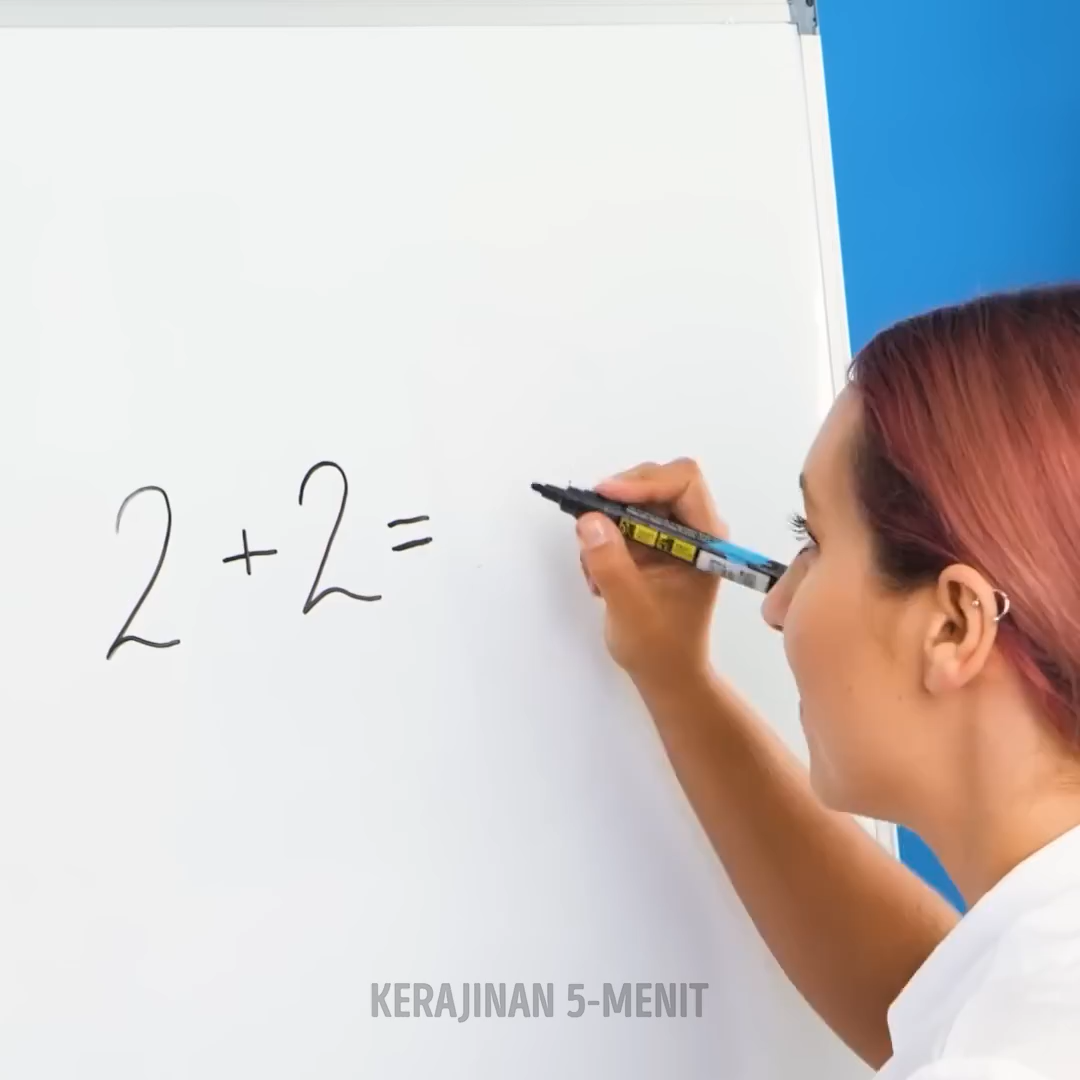 2 + 2 =
KERAJINAN 5-MENIT